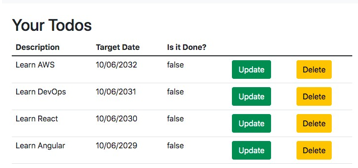 Your Todos
Description Target Date Is it Done?
Learn AWS 10/06/2032 false Update Delete
Learn DevOps 10/06/2031 false Update Delete
Learn React 10/06/2030 false Update Delete
Learn Angular 10/06/2029 false Update Delete